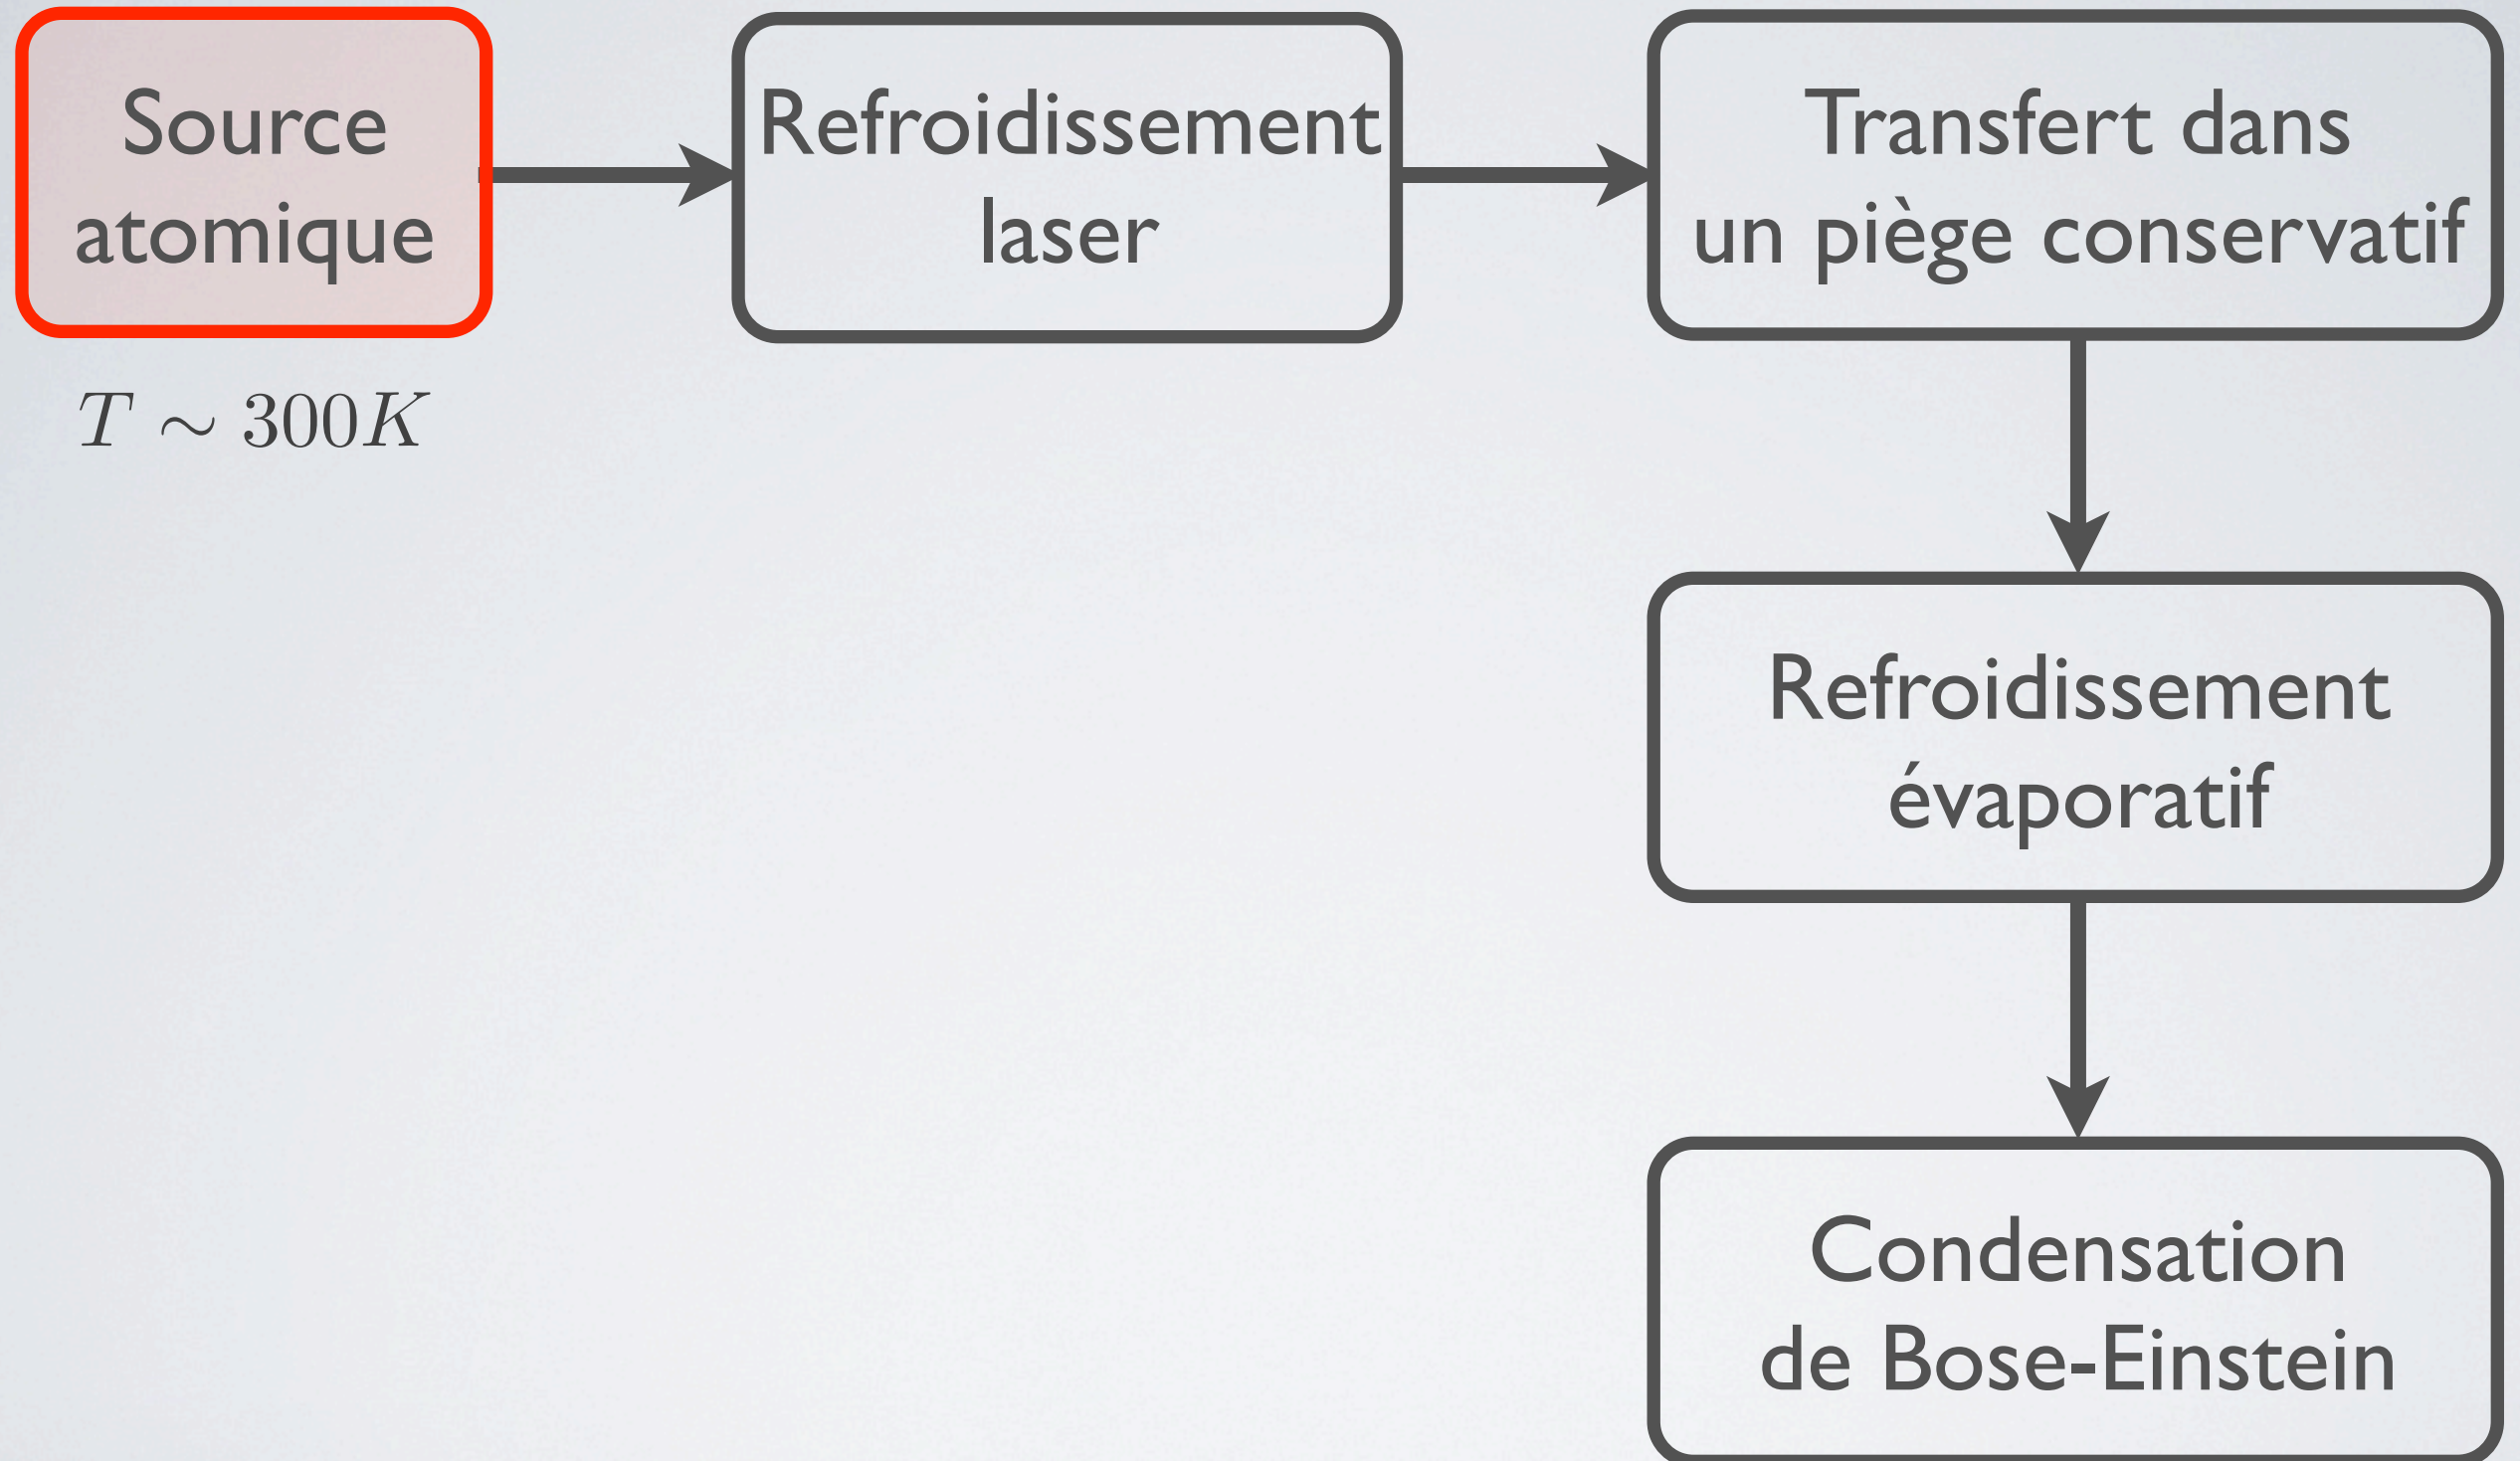 Source
atomique
T ∼ 300K
Refroidissement
laser
Transfert dans
un piège conservatif
Refroidissement
évaporatif
Condensation
de Bose-Einstein